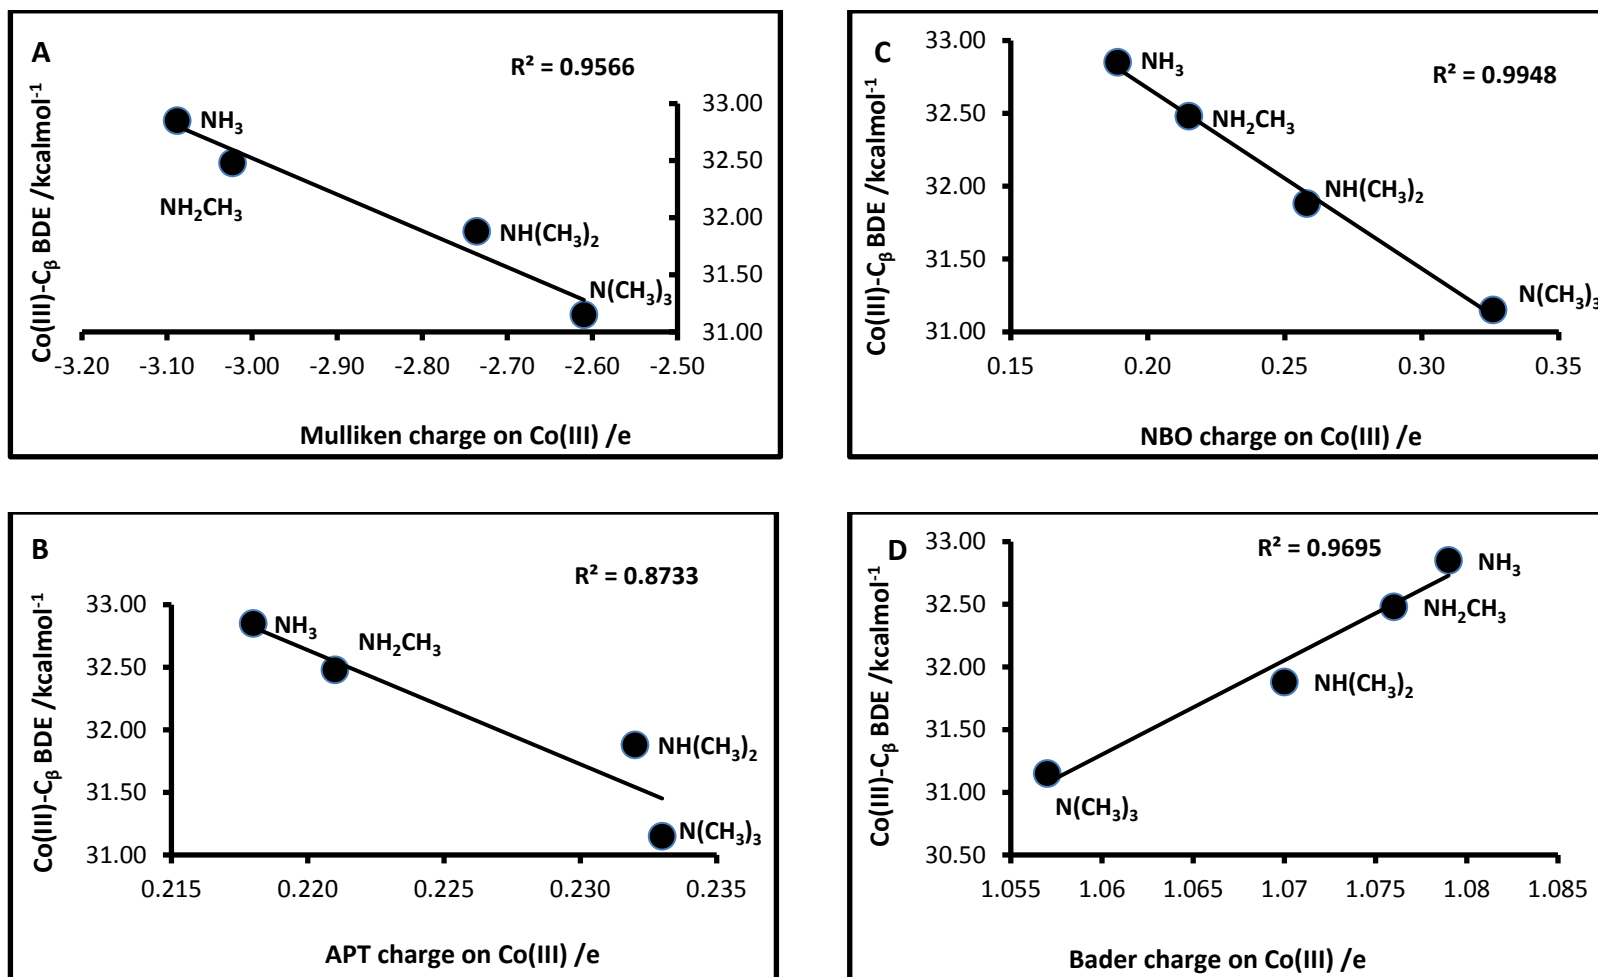 A
R² = 0.9566
Co(III)-Cᵦ BDE /kcalmol⁻¹
NH₃
NH₂CH₃
NH(CH₃)₂
N(CH₃)₃
33.00
32.50
32.00
31.50
31.00
-3.20 -3.10 -3.00 -2.90 -2.80 -2.70 -2.60 -2.50
Mulliken charge on Co(III) /e
C
R² = 0.9948
Co(III)-Cᵦ BDE /kcalmol⁻¹
33.00
32.50
32.00
31.50
31.00
NH₃
NH₂CH₃
NH(CH₃)₂
N(CH₃)₃
0.15 0.20 0.25 0.30 0.35
NBO charge on Co(III) /e
B
R² = 0.8733
Co(III)-Cᵦ BDE /kcalmol⁻¹
33.00
32.50
32.00
31.50
31.00
NH₃
NH₂CH₃
NH(CH₃)₂
N(CH₃)₃
0.215 0.220 0.225 0.230 0.235
APT charge on Co(III) /e
D
R² = 0.9695
Co(III)-Cᵦ BDE /kcalmol⁻¹
33.00
32.50
32.00
31.50
31.00
30.50
NH₃
NH₂CH₃
NH(CH₃)₂
N(CH₃)₃
1.055 1.06 1.065 1.07 1.075 1.08 1.085
Bader charge on Co(III) /e